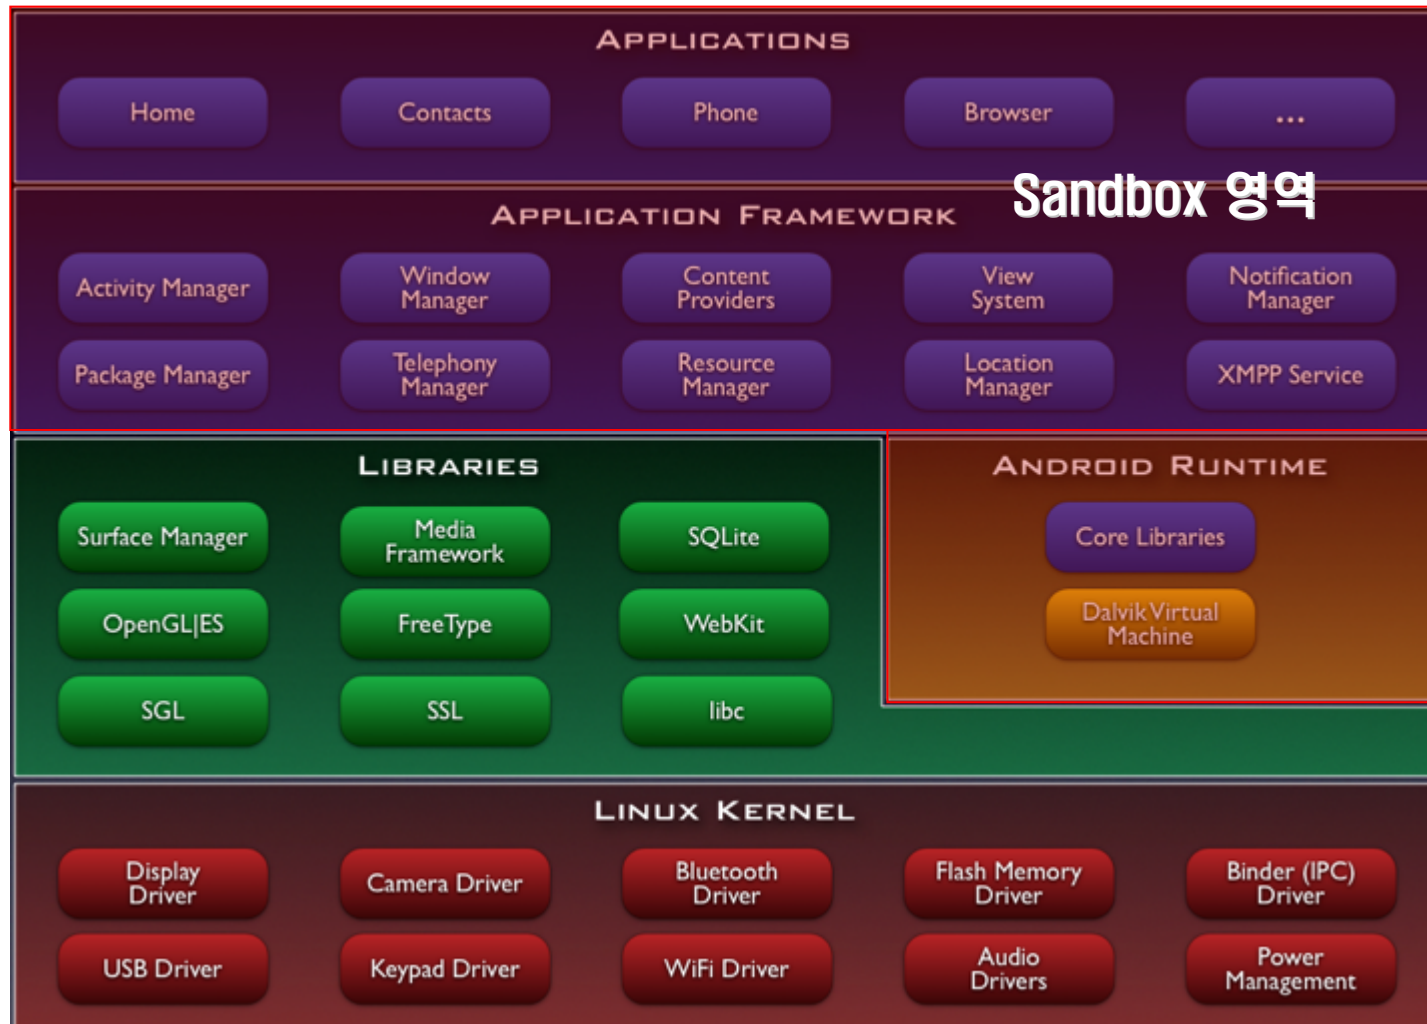 APPLICATIONS
Home
Contacts
Phone
Browser
...
Sandbox 영역
APPLICATION FRAMEWORK
Activity Manager
Window
Manager
Content
Providers
View
System
Notification
Manager
Package Manager
Telephony
Manager
Resource
Manager
Location
Manager
XMPP Service
LIBRARIES
Surface Manager
Media
Framework
SQLite
OpenGL|ES
FreeType
WebKit
SGL
SSL
libc
ANDROID RUNTIME
Core Libraries
Dalvik Virtual
Machine
LINUX KERNEL
Display
Driver
Camera Driver
Bluetooth
Driver
Flash Memory
Driver
Binder (IPC)
Driver
USB Driver
Keypad Driver
WiFi Driver
Audio
Drivers
Power
Management